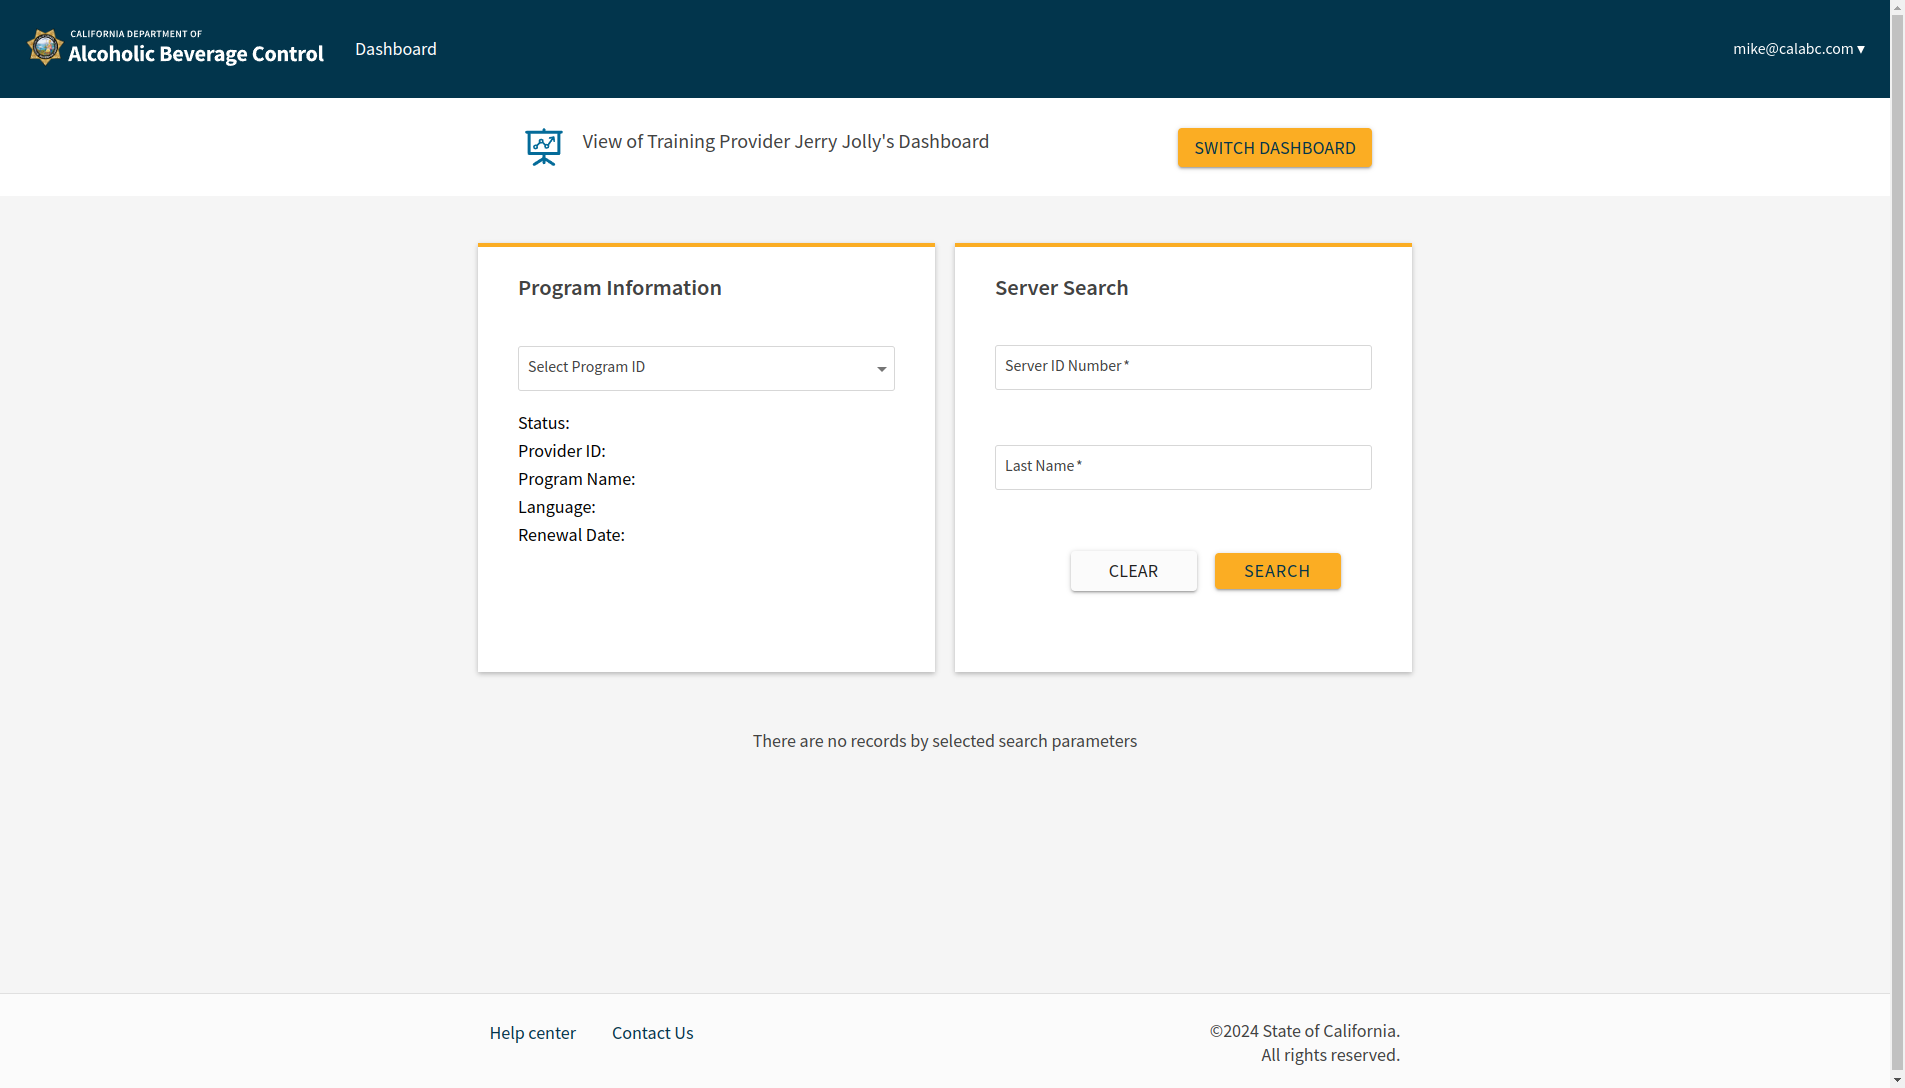 CALIFORNIA DEPARTMENT OF
Alcoholic Beverage Control
Dashboard
mike@calabc.com ▾
View of Training Provider Jerry Jolly's Dashboard
SWITCH DASHBOARD
Program Information
Select Program ID
Status:
Provider ID:
Program Name:
Language:
Renewal Date:
Server Search
Server ID Number*
Last Name*
CLEAR
SEARCH
There are no records by selected search parameters
Help center
Contact Us
©2024 State of California.
All rights reserved.